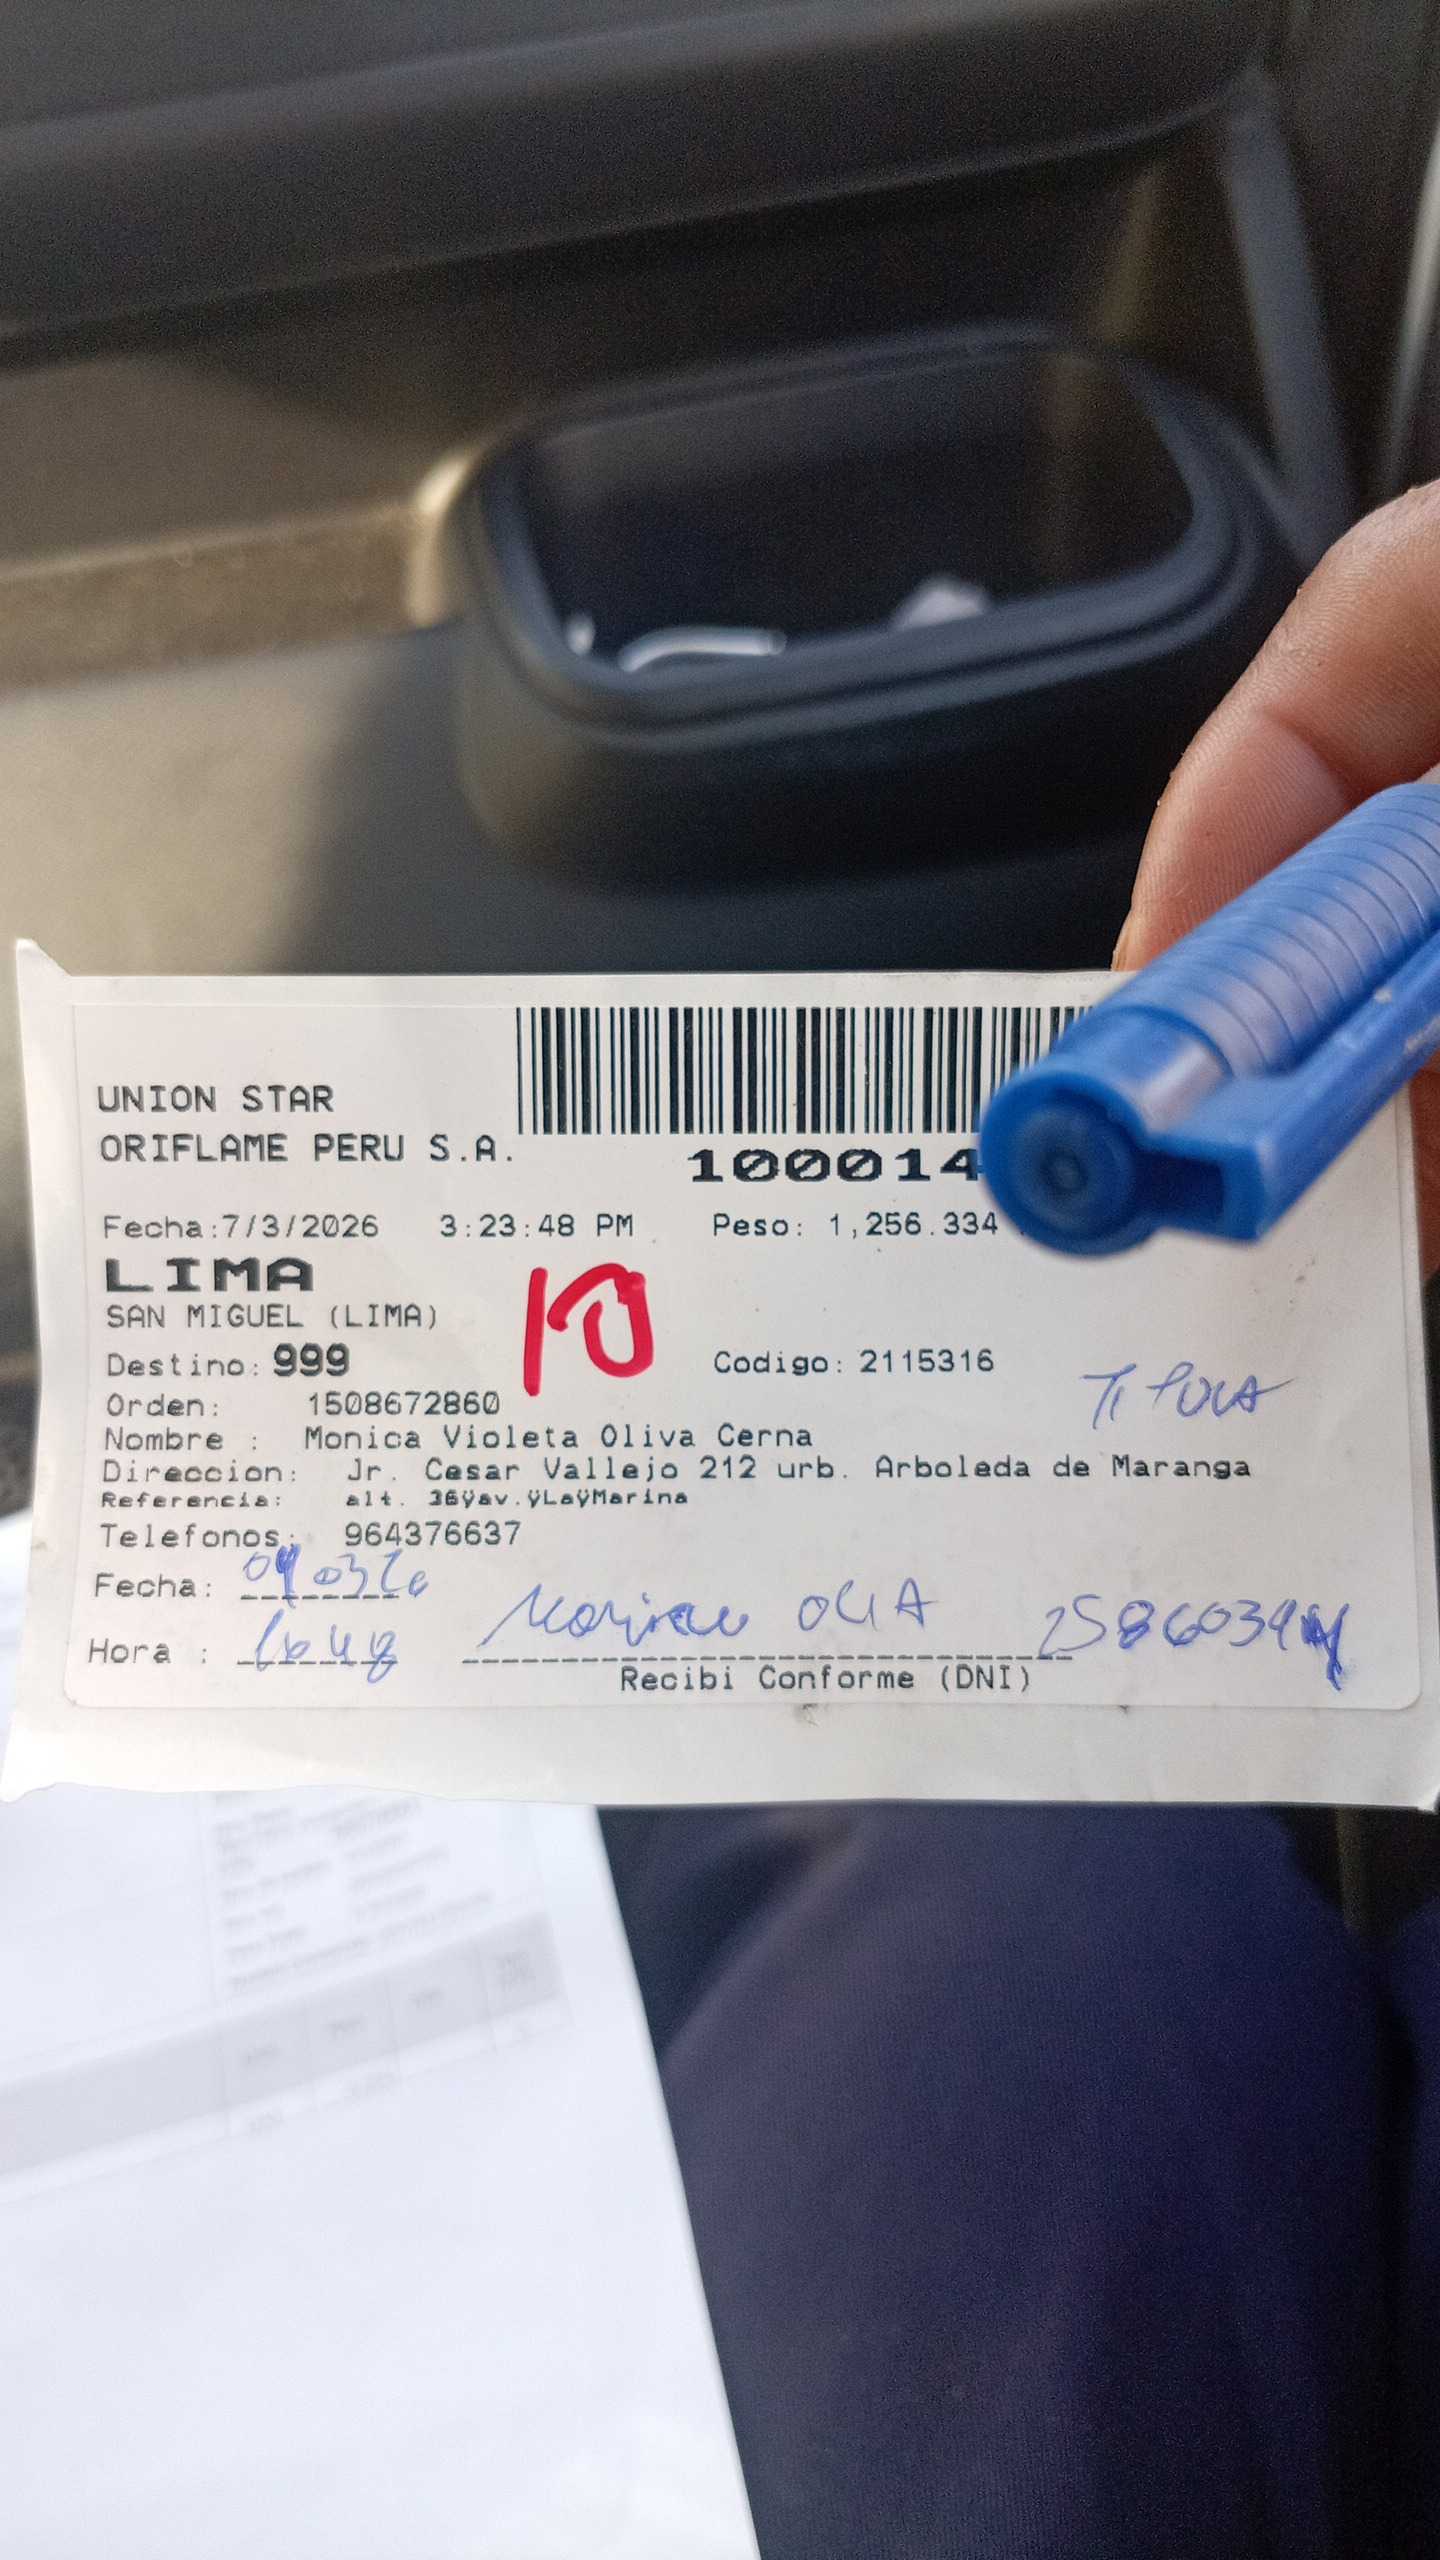 UNION STAR
ORIFLAME PERU S.A.
100014
Fecha:7/3/2026 3:23:48 PM Peso: 1,256.334
LIMA
SAN MIGUEL (LIMA)
10
Destino: 999 Codigo: 2115316
Orden: 1508672860
Nombre : Monica Violeta Oliva Cerna
Direccion: Jr. Cesar Vallejo 212 urb. Arboleda de Maranga
Referencia: alt. 36ÿav.ÿLaÿMarina
Telefonos: 964376637
Fecha:
Hora :
Recibi Conforme (DNI)